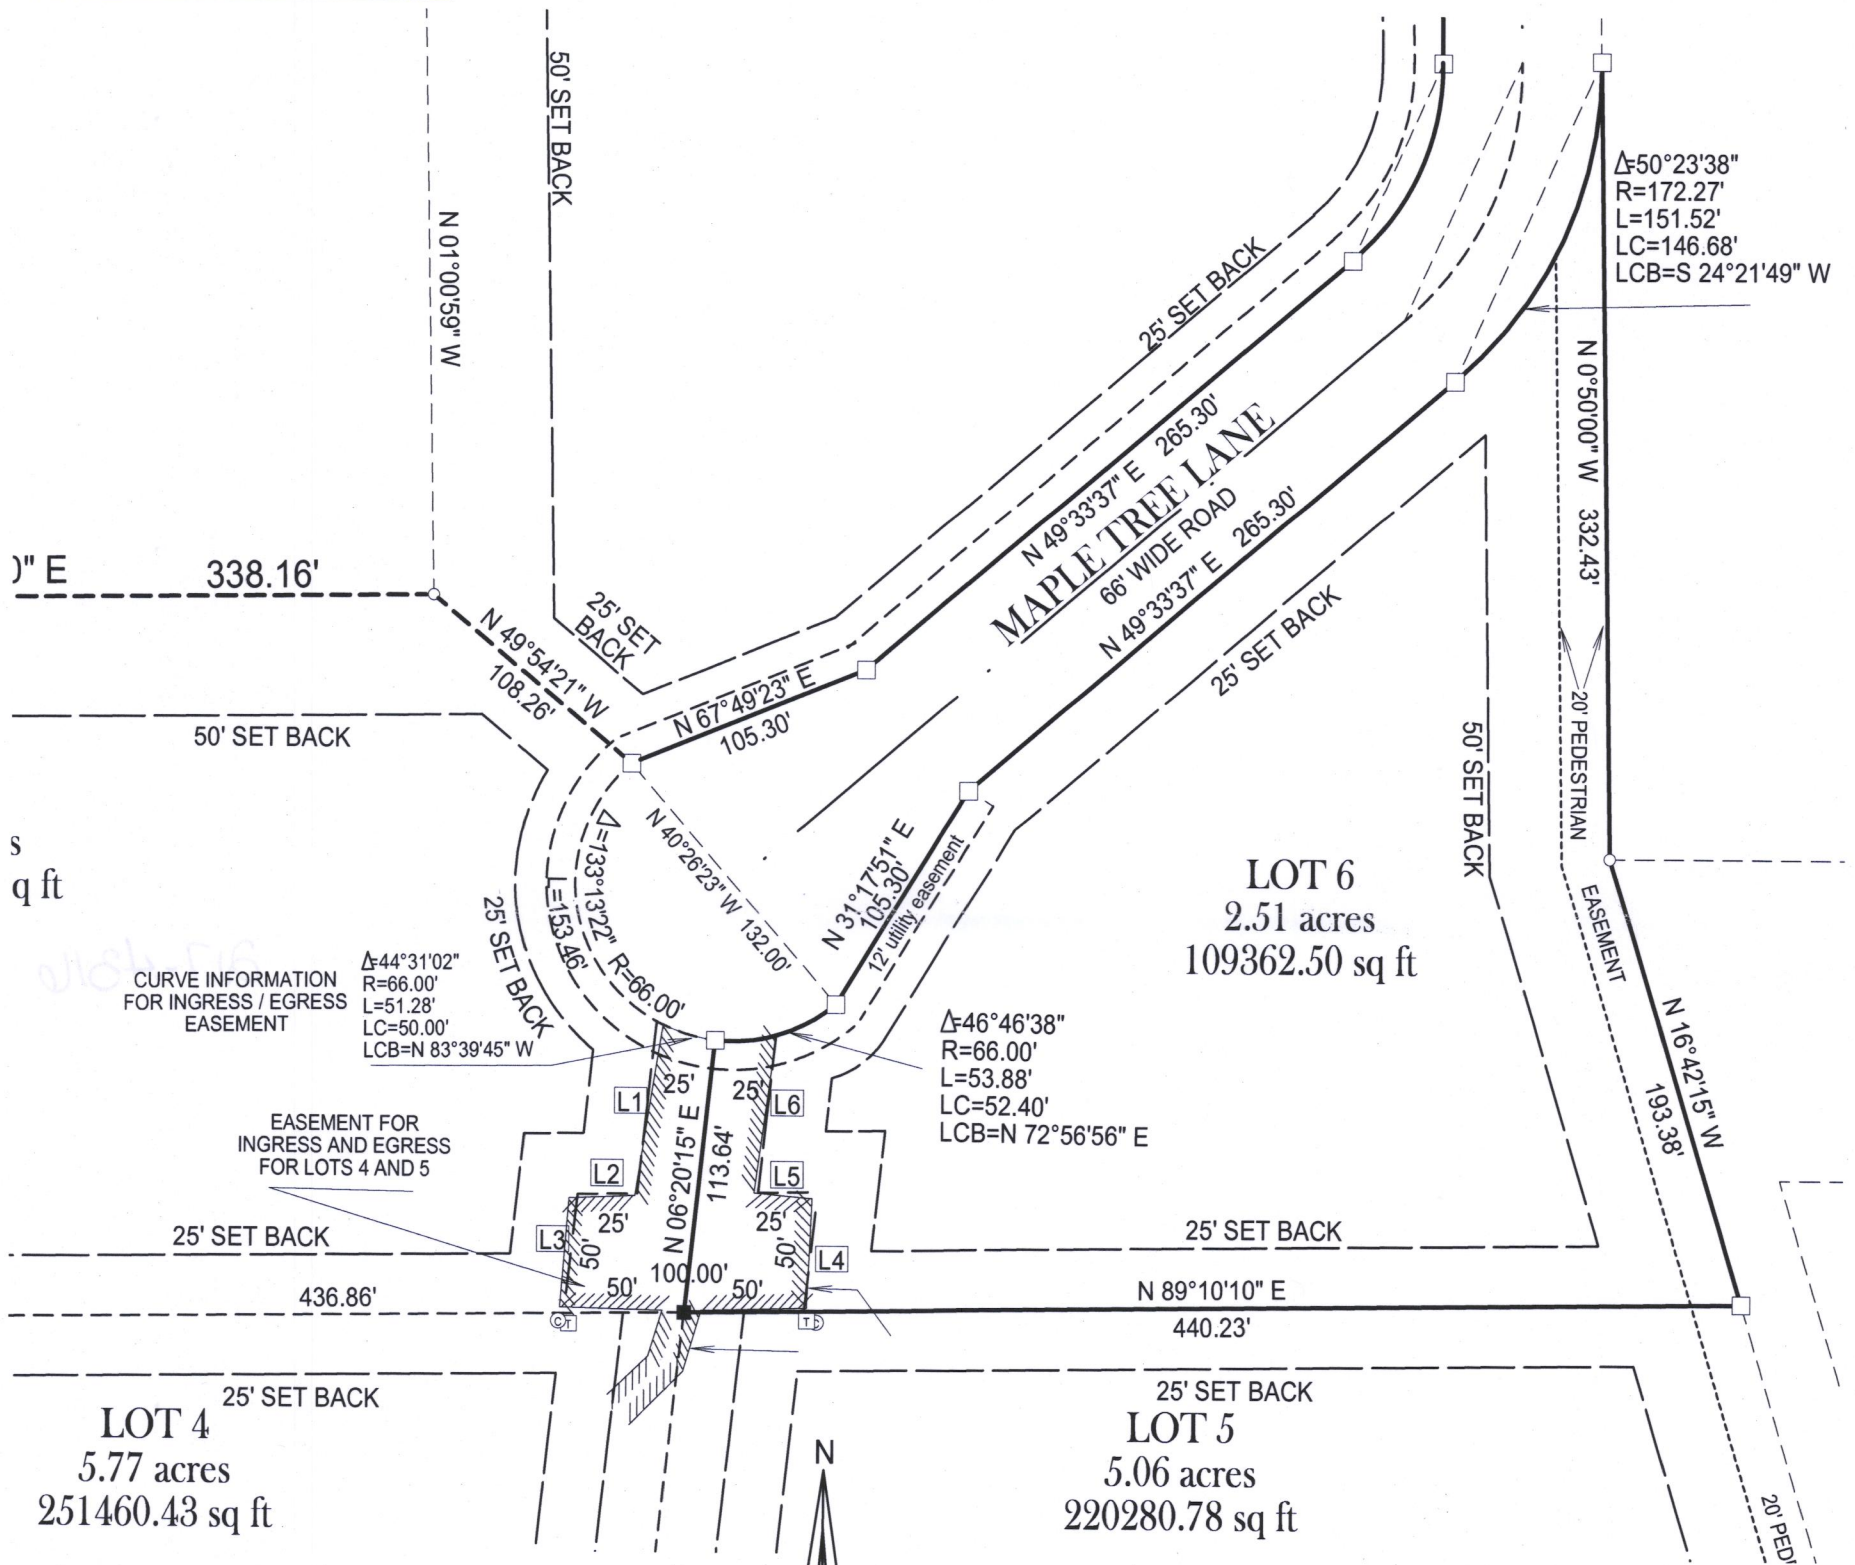 50' SET BACK
N 01°00'59" W
Δ=50°23'38"
R=172.27'
L=151.52'
LC=146.68'
LCB=S 24°21'49" W
25' SET BACK
N 0°50'00" W 332.43'
N 49°33'37" E 265.30'
MAPLE TREE LANE
66' WIDE ROAD
N 49°33'37" E 265.30'
25' SET BACK
)" E 338.16'
N 49°54'21" W
108.26'
25' SET
BACK
N 67°49'23" E
105.30'
50' SET BACK
20' PEDESTRIAN
EASEMENT
50' SET BACK
s
q ft
Δ=133°13'22" R=66.00'
L=153.46'
N 40°26'23" W 132.00'
N 31°17'51" E
105.30'
12' utility easement
LOT 6
2.51 acres
109362.50 sq ft
25' SET BACK
CURVE INFORMATION
FOR INGRESS / EGRESS
EASEMENT
Δ=44°31'02"
R=66.00'
L=51.28'
LC=50.00'
LCB=N 83°39'45" W
Δ=46°46'38"
R=66.00'
L=53.88'
LC=52.40'
LCB=N 72°56'56" E
N 16°42'15" W
193.38'
EASEMENT FOR
INGRESS AND EGRESS
FOR LOTS 4 AND 5
L1
25'
25'
L6
N 06°20'15" E
113.64'
L2
L5
25'
25'
L3
50'
50'
L4
50'
100.00'
50'
25' SET BACK
25' SET BACK
436.86'
N 89°10'10" E
440.23'
C T
T C
25' SET BACK
25' SET BACK
LOT 4
5.77 acres
251460.43 sq ft
N
LOT 5
5.06 acres
220280.78 sq ft
20' PED